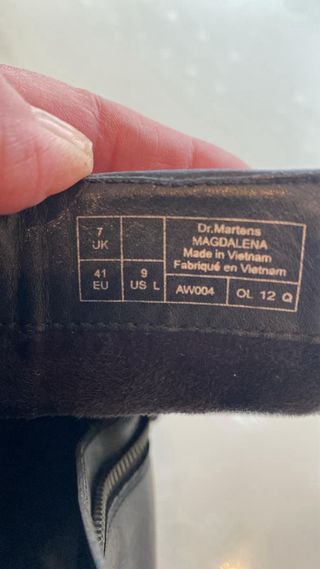 7
UK
41
EU
9
US L
Dr.Martens
MAGDALENA
Made in Vietnam
Fabriqué en Vietnam
AW004
OL 12 Q